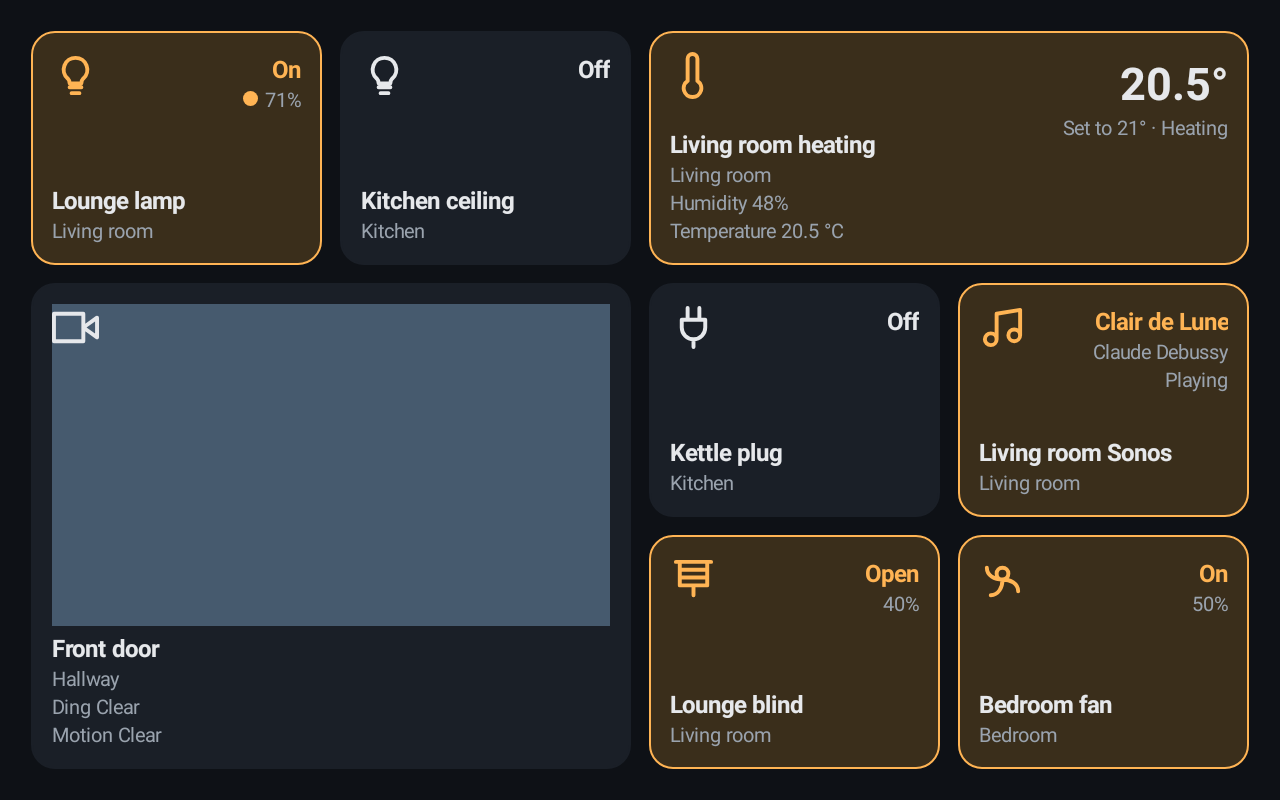 On
71%
Lounge lamp
Living room
Off
Kitchen ceiling
Kitchen
20.5°
Set to 21° · Heating
Living room heating
Living room
Humidity 48%
Temperature 20.5 °C
Front door
Hallway
Ding Clear
Motion Clear
Off
Kettle plug
Kitchen
Clair de Lune
Claude Debussy
Playing
Living room Sonos
Living room
Open
40%
Lounge blind
Living room
On
50%
Bedroom fan
Bedroom